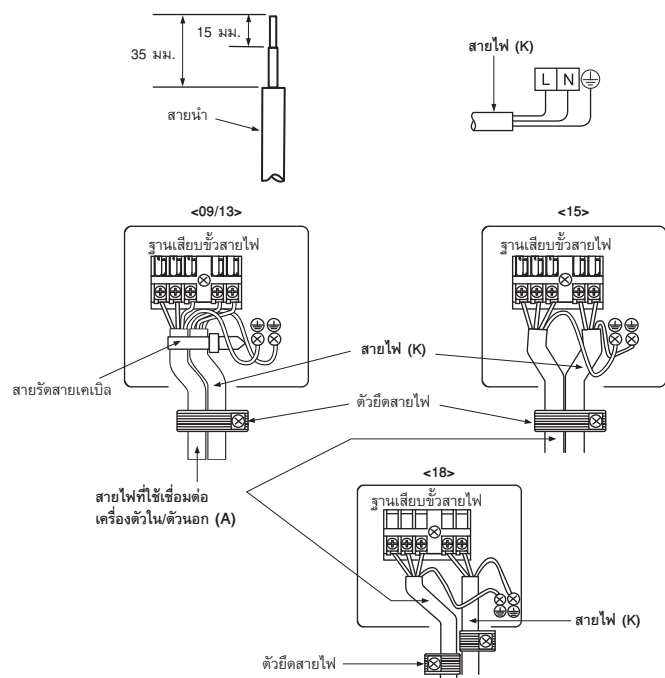 15 มม.
35 มม.
สายนำ
สายไฟ (K)
L N
<09/13>
ฐานเสียบขั้วสายไฟ
<15>
ฐานเสียบขั้วสายไฟ
สายไฟ (K)
สายรัดสายเคเบิล
ตัวยึดสายไฟ
สายไฟที่ใช้เชื่อมต่อ
เครื่องตัวใน/ตัวนอก (A)
<18>
ฐานเสียบขั้วสายไฟ
สายไฟ (K)
ตัวยึดสายไฟ